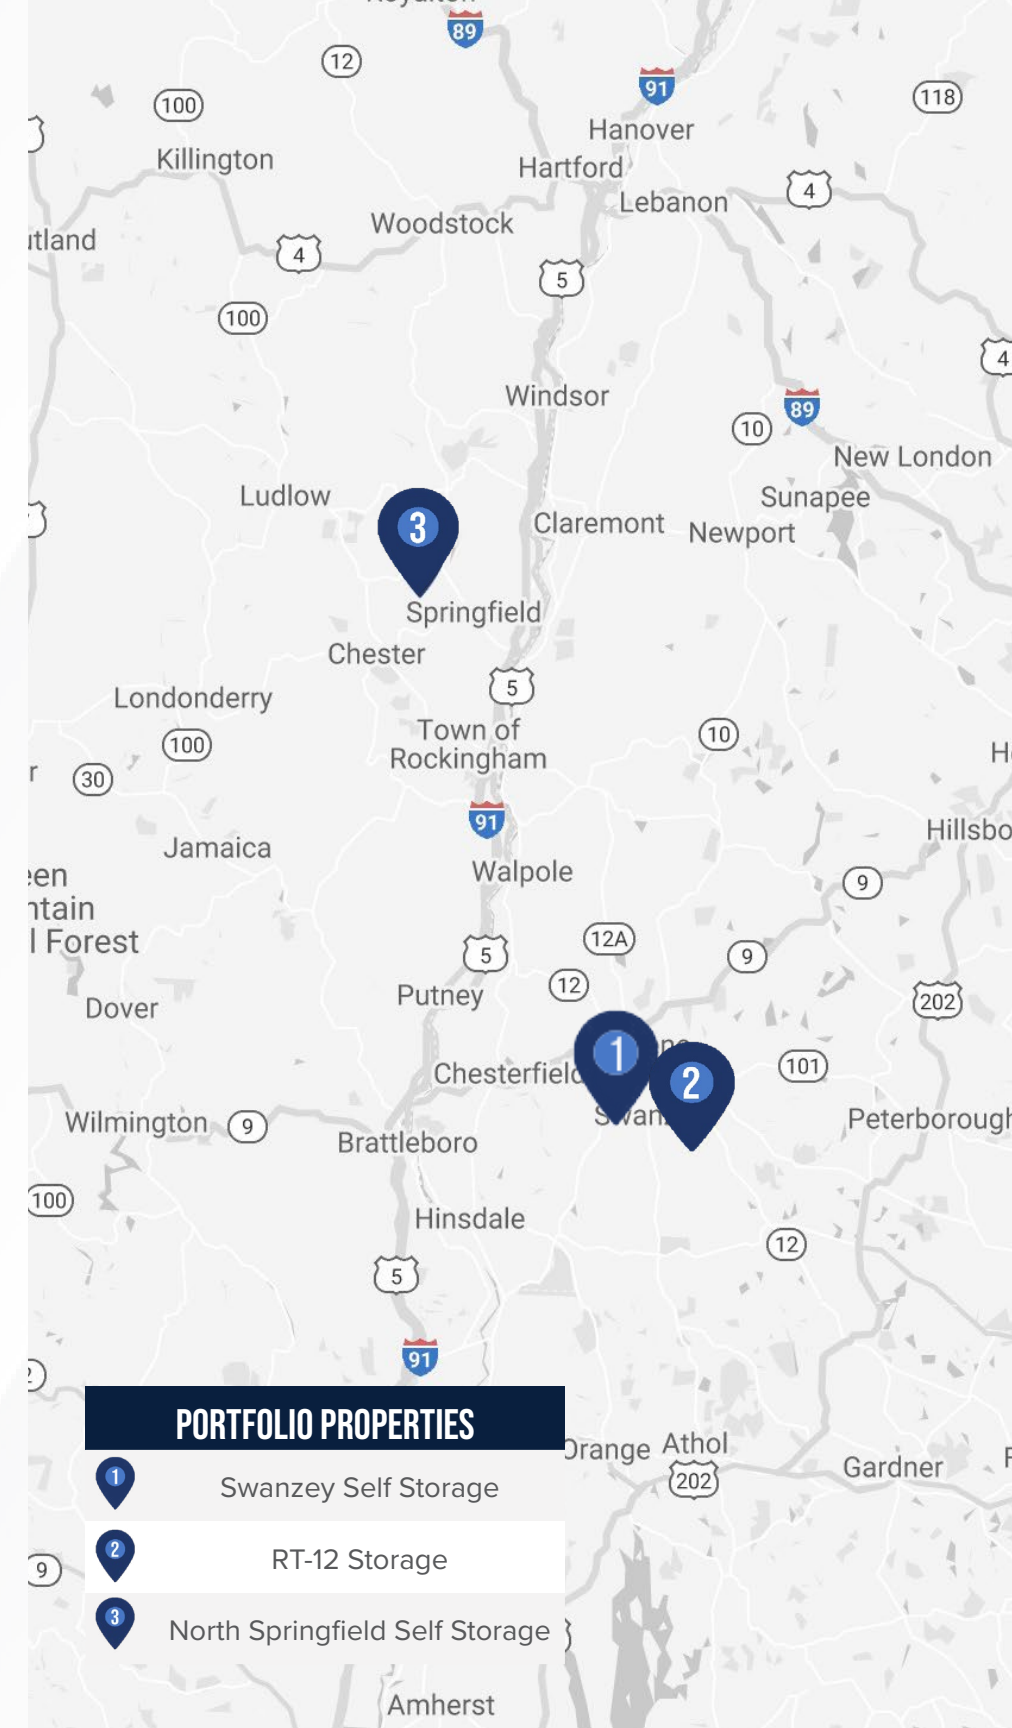 89
12
91
100
118
Hanover
Killington
Hartford
4
Lebanon
Woodstock
4
5
100
4
Windsor
89
10
New London
Ludlow
Sunapee
Claremont
Newport
3
Springfield
Chester
5
Londonderry
Town of
Rockingham
10
100
30
91
Hillsbo
Jamaica
Walpole
9
l Forest
12A
5
9
12
Putney
202
Dover
1
2
101
Chesterfield
Wilmington
9
Peterborough
Brattleboro
100
Hinsdale
12
5
91
PORTFOLIO PROPERTIES
1
Swanzey Self Storage
2
RT-12 Storage
3
North Springfield Self Storage
Orange
Athol
202
Gardner
9
Amherst